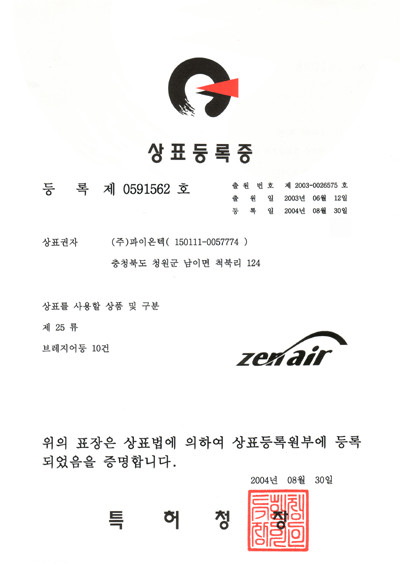 상표등록증
등 록 제 0591562 호
출 원 번 호 제 2003-0026575 호
출 원 일 2003년 06월 12일
등 록 일 2004년 08월 30일
상표권자 (주)파이온텍( 150111-0057774 )
충청북도 청원군 남이면 척북리 124
상표를 사용할 상품 및 구분
제 25 류
브레지어등 10건
zen air
위의 표장은 상표법에 의하여 상표등록원부에 등록
되었음을 증명합니다.
2004년 08월 30일
특 허 청 장